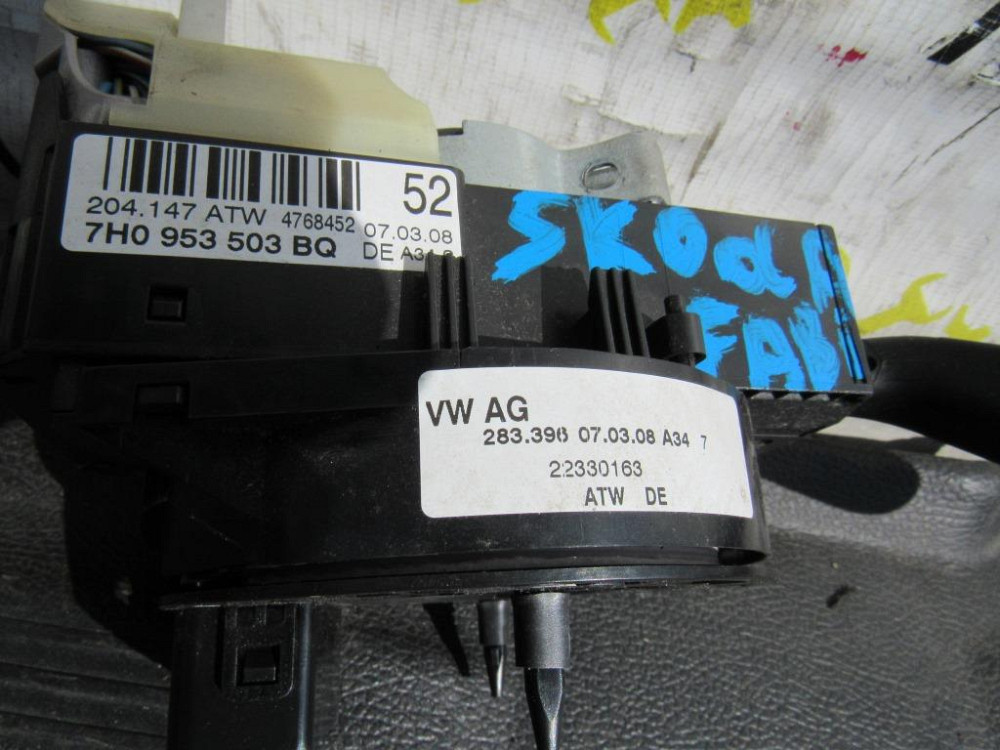 52
204.147 ATW 4768452 07.03.08
7H0 953 503 BQ DE
SKOdA
FAB
VW AG
283.396 07.03.08 A34 7
22330163
ATW DE